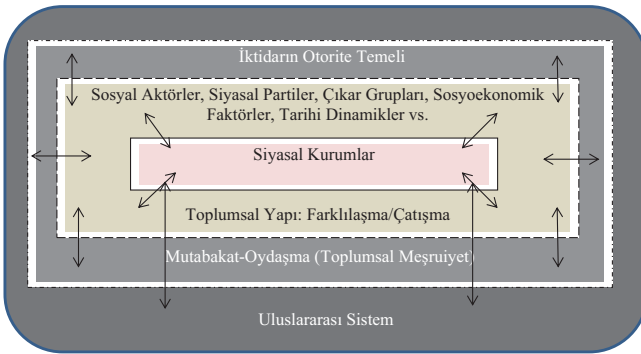 İktidarın Otorite Temeli
Sosyal Aktörler, Siyasal Partiler, Çıkar Grupları, Sosyoekonomik
Faktörler, Tarihi Dinamikler vs.
Siyasal Kurumlar
Toplumsal Yapı: Farklılaşma/Çatışma
Mutabakat-Oydaşma (Toplumsal Meşruiyet)
Uluslararası Sistem